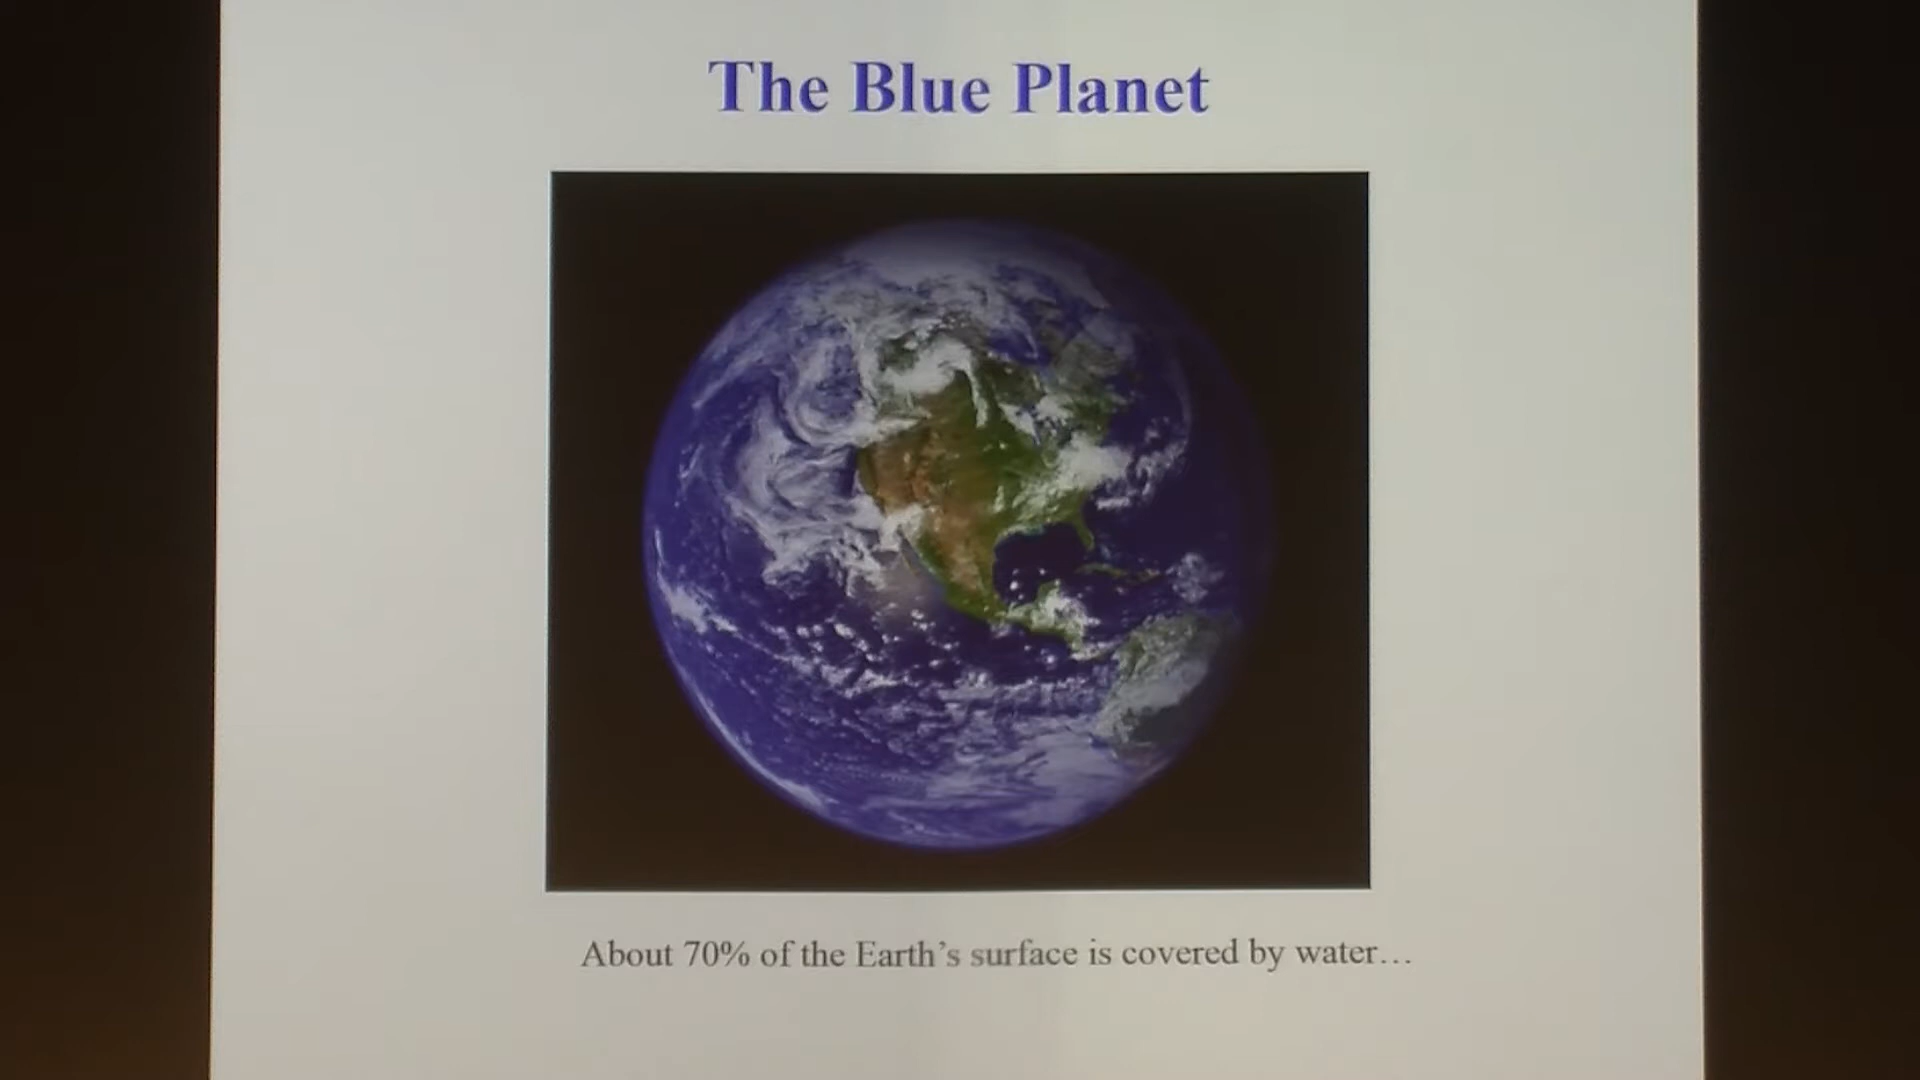 The Blue Planet
About 70% of the Earth’s surface is covered by water…